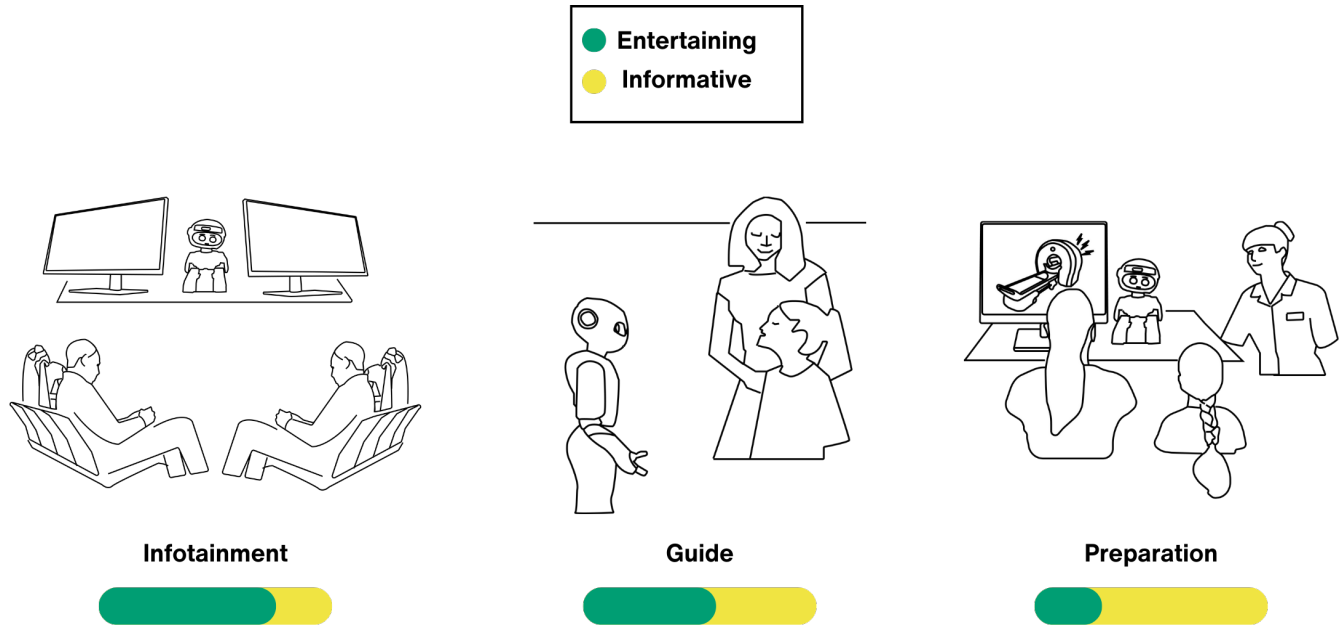 Entertaining
Informative
Infotainment
Guide
Preparation